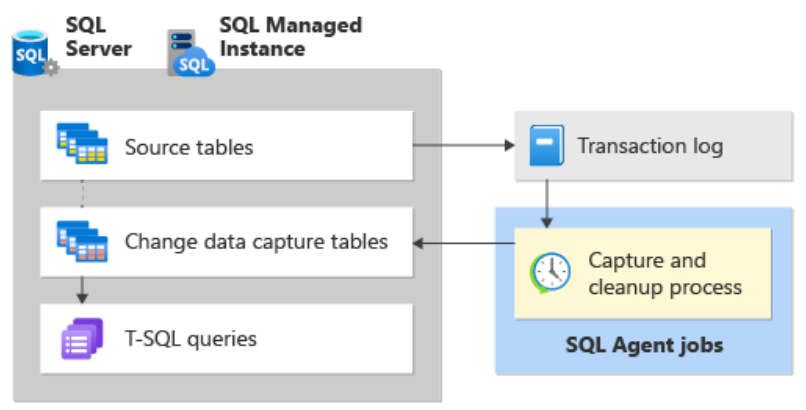 SQL
Server
SQL Managed
Instance
SQL
SQL
Source tables
Transaction log
Change data capture tables
Capture and
cleanup process
T-SQL queries
SQL Agent jobs